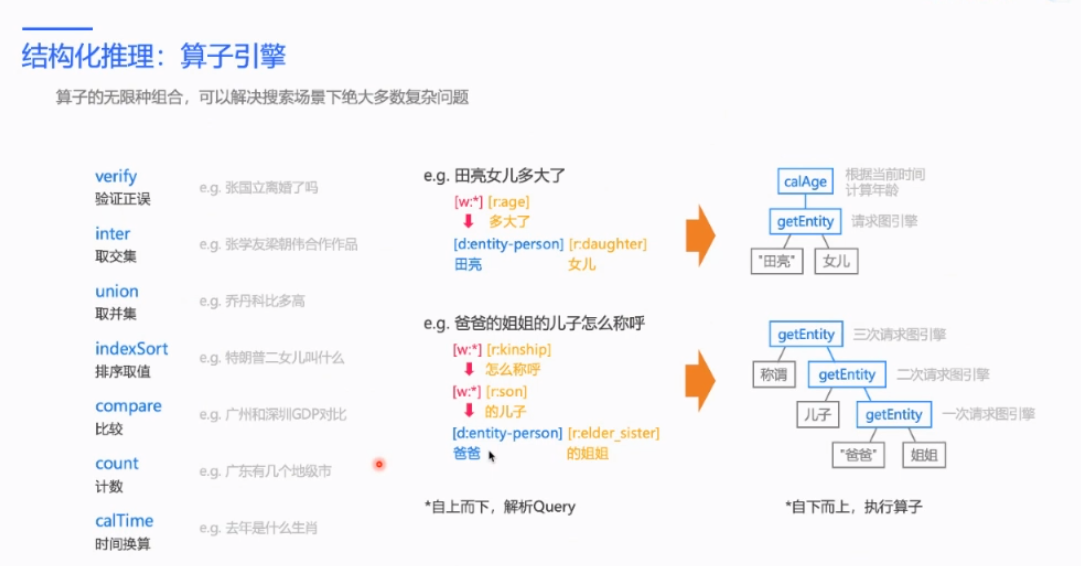 结构化推理：算子引擎
算子的无限种组合，可以解决搜索场景下绝大多数复杂问题
verify
验证正误
e.g. 张国立离婚了吗
inter
取交集
e.g. 张学友梁朝伟合作作品
union
取并集
e.g. 乔丹科比多高
indexSort
排序取值
e.g. 特朗普二女儿叫什么
compare
比较
e.g. 广州和深圳GDP对比
count
计数
e.g. 广东有几个地级市
calTime
时间换算
e.g. 去年是什么生肖
e.g. 田亮女儿多大了
[w:*] [r:age]
多大了
[d:entity-person] [r:daughter]
田亮 女儿
e.g. 爸爸的姐姐的儿子怎么称呼
[w:*] [r:kinship]
怎么称呼
[w:*] [r:son]
的儿子
[d:entity-person] [r:elder_sister]
爸爸 的姐姐
*自上而下，解析Query
calAge
根据当前时间
计算年龄
getEntity 请求图引擎
"田亮" 女儿
getEntity 三次请求图引擎
称谓 getEntity 二次请求图引擎
儿子 getEntity 一次请求图引擎
"爸爸" 姐姐
*自下而上，执行算子